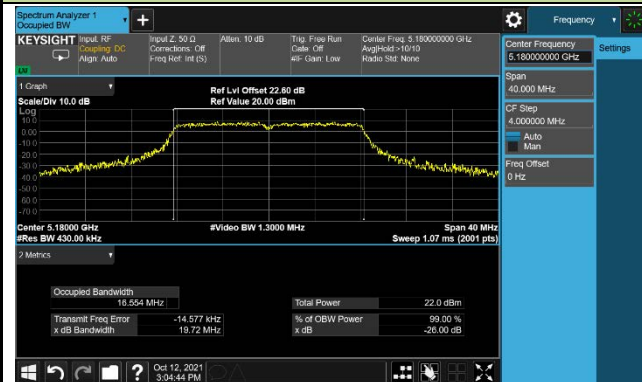 Spectrum Analyzer 1
Occupied BW
Frequency
KEYSIGHT
Input: RF
Coupling: DC
Align: Auto
Input Z: 50 Ω
Corrections: Off
Freq Ref: Int (S)
Atten: 10 dB
Trig: Free Run
Gate: Off
#IF Gain: Low
Center Freq: 5.180000000 GHz
Avg|Hold:>10/10
Radio Std: None
Center Frequency
5.180000000 GHz
Settings
Span
40.000 MHz
CF Step
4.000000 MHz
Auto
Man
Freq Offset
0 Hz
1 Graph
Scale/Div 10.0 dB
Ref Lvl Offset 22.60 dB
Ref Value 20.00 dBm
Log
10.0
0.00
-10.0
-20.0
-30.0
-40.0
-50.0
-60.0
-70.0
Center 5.18000 GHz
#Res BW 430.00 kHz
#Video BW 1.3000 MHz
Span 40 MHz
Sweep 1.07 ms (2001 pts)
2 Metrics
Occupied Bandwidth
16.554 MHz
Total Power
22.0 dBm
Transmit Freq Error
-14.577 kHz
% of OBW Power
99.00 %
x dB Bandwidth
19.72 MHz
x dB
-26.00 dB
Oct 12, 2021
3:04:44 PM